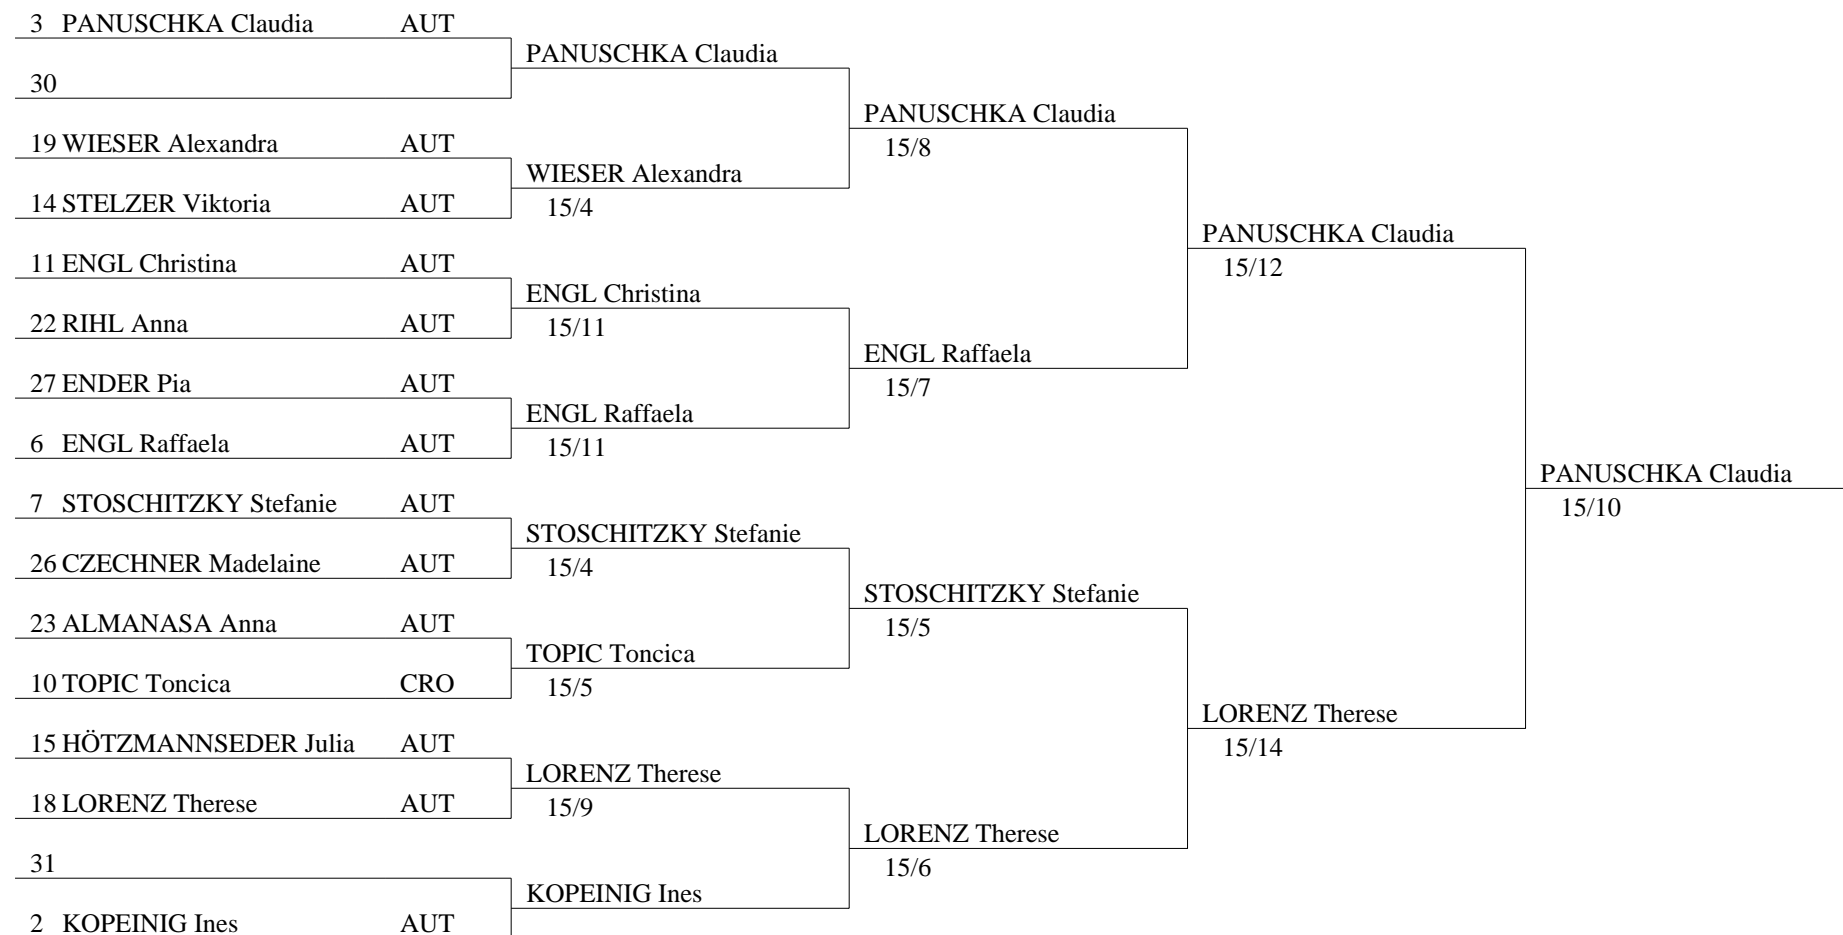 3 PANUSCHKA Claudia AUT
PANUSCHKA Claudia
30
PANUSCHKA Claudia
19 WIESER Alexandra AUT
15/8
WIESER Alexandra
14 STELZER Viktoria AUT
15/4
PANUSCHKA Claudia
11 ENGL Christina AUT
15/12
ENGL Christina
22 RIHL Anna AUT
15/11
ENGL Raffaela
27 ENDER Pia AUT
15/7
ENGL Raffaela
6 ENGL Raffaela AUT
15/11
PANUSCHKA Claudia
7 STOSCHITZKY Stefanie AUT
15/10
STOSCHITZKY Stefanie
26 CZECHNER Madelaine AUT
15/4
STOSCHITZKY Stefanie
23 ALMANASA Anna AUT
15/5
TOPIC Toncica
10 TOPIC Toncica CRO
15/5
LORENZ Therese
15 HÖTZMANNSEDER Julia AUT
15/14
LORENZ Therese
18 LORENZ Therese AUT
15/9
LORENZ Therese
31
15/6
KOPEINIG Ines
2 KOPEINIG Ines AUT